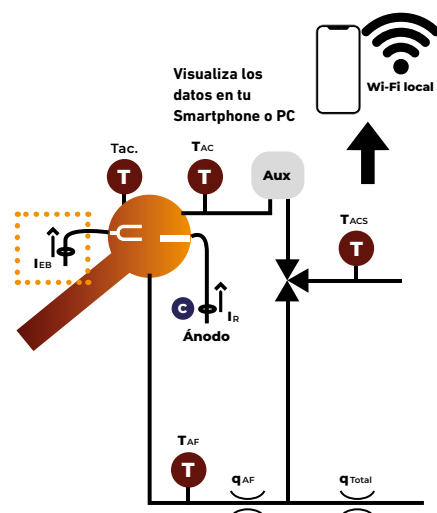 Visualiza los
datos en tu
Smartphone o PC
Wi-Fi local
Tac.
TAC
T
T
Aux
TACS
T
IEB
C
IR
Ánodo
TAF
T
qAF
qTotal